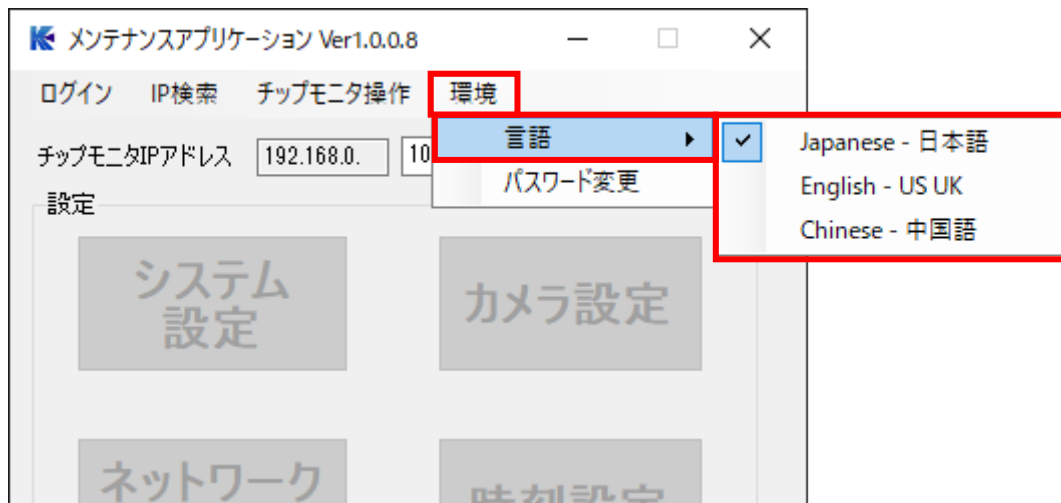 メンテナンスアプリケーション Ver1.0.0.8
ログイン IP検索 チップモニタ操作 環境
言語
パスワード変更
Japanese - 日本語
English - US UK
Chinese - 中国語
チップモニタIPアドレス 192.168.0. 10
設定
システム
設定
カメラ設定
ネットワーク
時刻設定